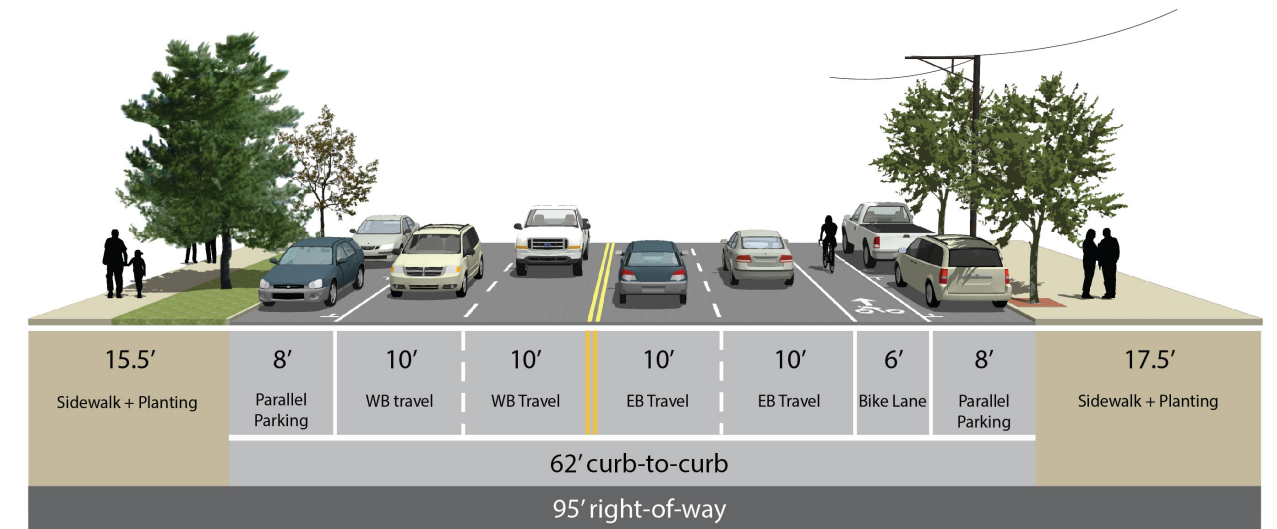 15.5’
8’
10’
10’
10’
10’
6’
8’
17.5’
Sidewalk + Planting
Parallel
Parking
WB travel
WB Travel
EB Travel
EB Travel
Bike Lane
Parallel
Parking
Sidewalk + Planting
62’ curb-to-curb
95’ right-of-way